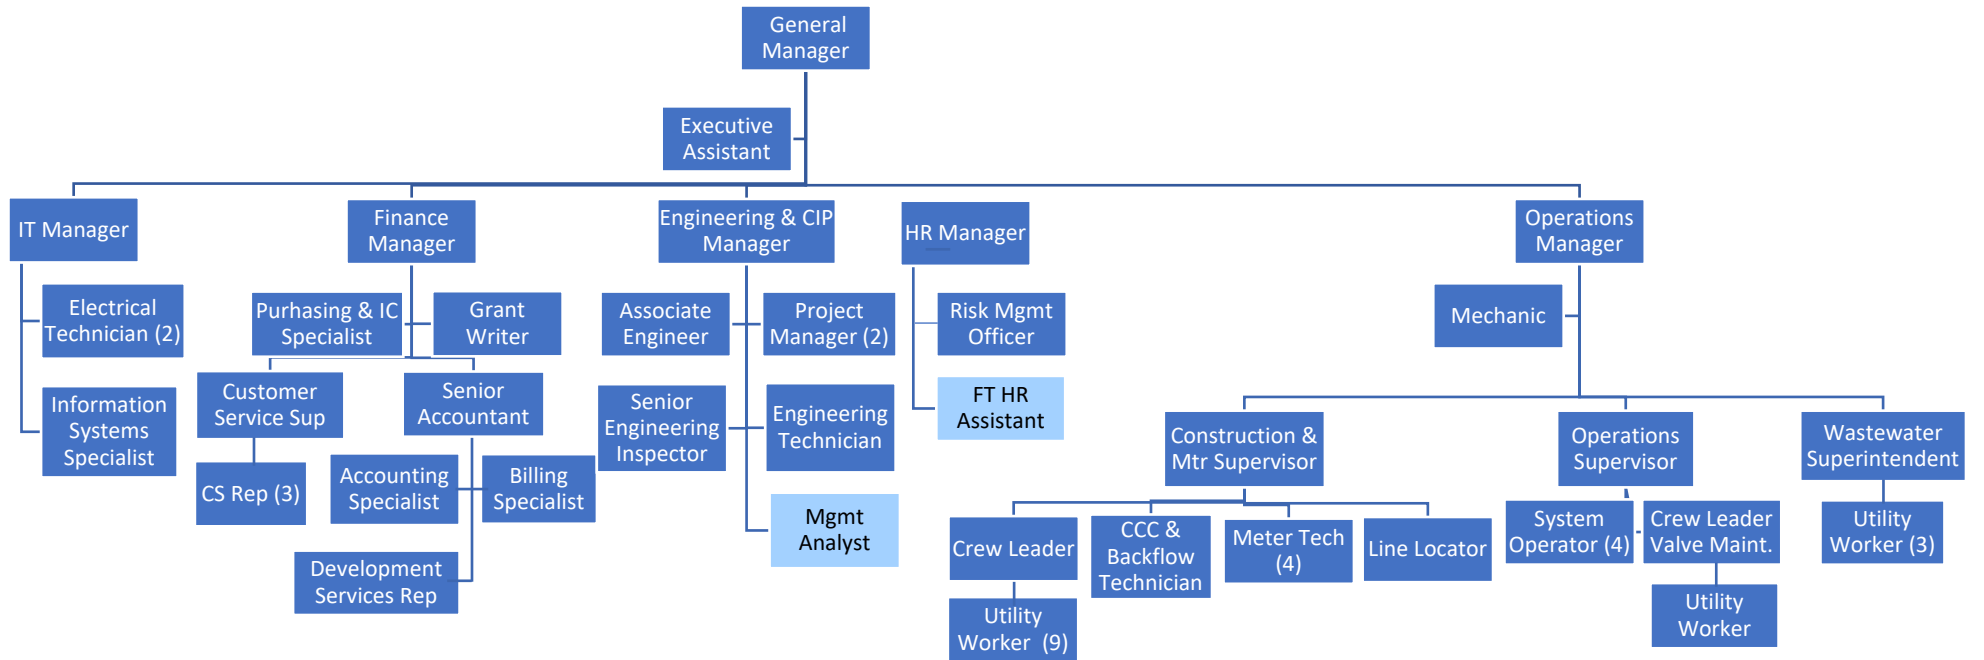 General
Manager
Executive
Assistant
IT Manager
Finance
Manager
Engineering & CIP
Manager
HR Manager
Operations
Manager
Electrical
Technician (2)
Information
Systems
Specialist
Purhasing & IC
Specialist
Grant
Writer
Customer
Service Sup
Senior
Accountant
CS Rep (3)
Accounting
Specialist
Billing
Specialist
Development
Services Rep
Associate
Engineer
Project
Manager (2)
Senior
Engineering
Inspector
Engineering
Technician
Mgmt
Analyst
Risk Mgmt
Officer
FT HR
Assistant
Mechanic
Construction &
Mtr Supervisor
Operations
Supervisor
Wastewater
Superintendent
Crew Leader
CCC &
Backflow
Technician
Meter Tech
(4)
Line Locator
System
Operator (4)
Crew Leader
Valve Maint.
Utility
Worker (3)
Utility
Worker (9)
Utility
Worker